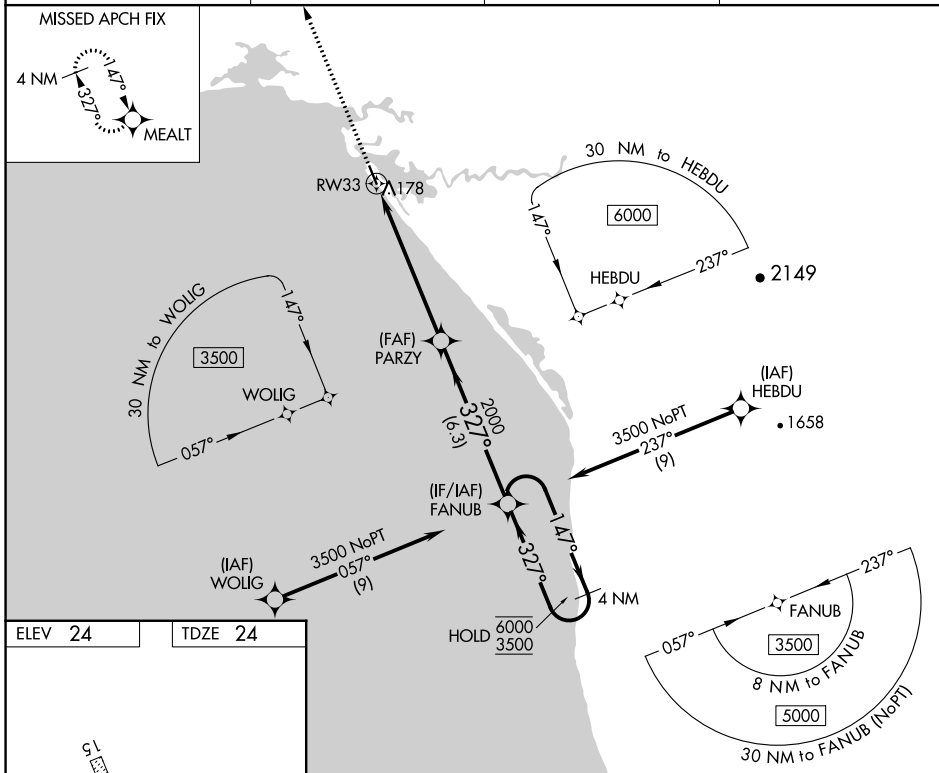 MISSED APCH FIX
4 NM
147°
327°
MEALT
RW33
178
30 NM to HEBDU
147°
6000
HEBDU
237°
2149
30 NM to WOLIG
147°
3500
WOLIG
057°
(FAF)
PARZY
2000
327°
(6.3)
(IAF)
HEBDU
1658
3500 NoPT
237°
(9)
(IF/IAF)
FANUB
147°
327°
4 NM
HOLD
6000
3500
3500 NoPT
057°
(9)
(IAF)
WOLIG
237°
FANUB
057°
3500
8 NM to FANUB
5000
30 NM to FANUB (NoPT)
ELEV 24
TDZE 24
15